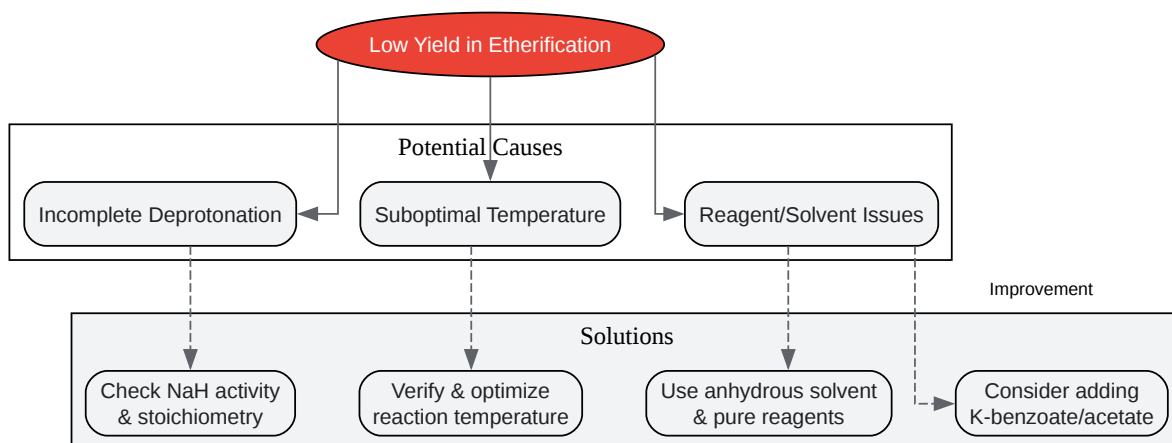 Low Yield in Etherification
Potential Causes
Incomplete Deprotonation
Suboptimal Temperature
Reagent/Solvent Issues
Improvement
Solutions
Check NaH activity
& stoichiometry
Verify & optimize
reaction temperature
Use anhydrous solvent
& pure reagents
Consider adding
K-benzoate/acetate